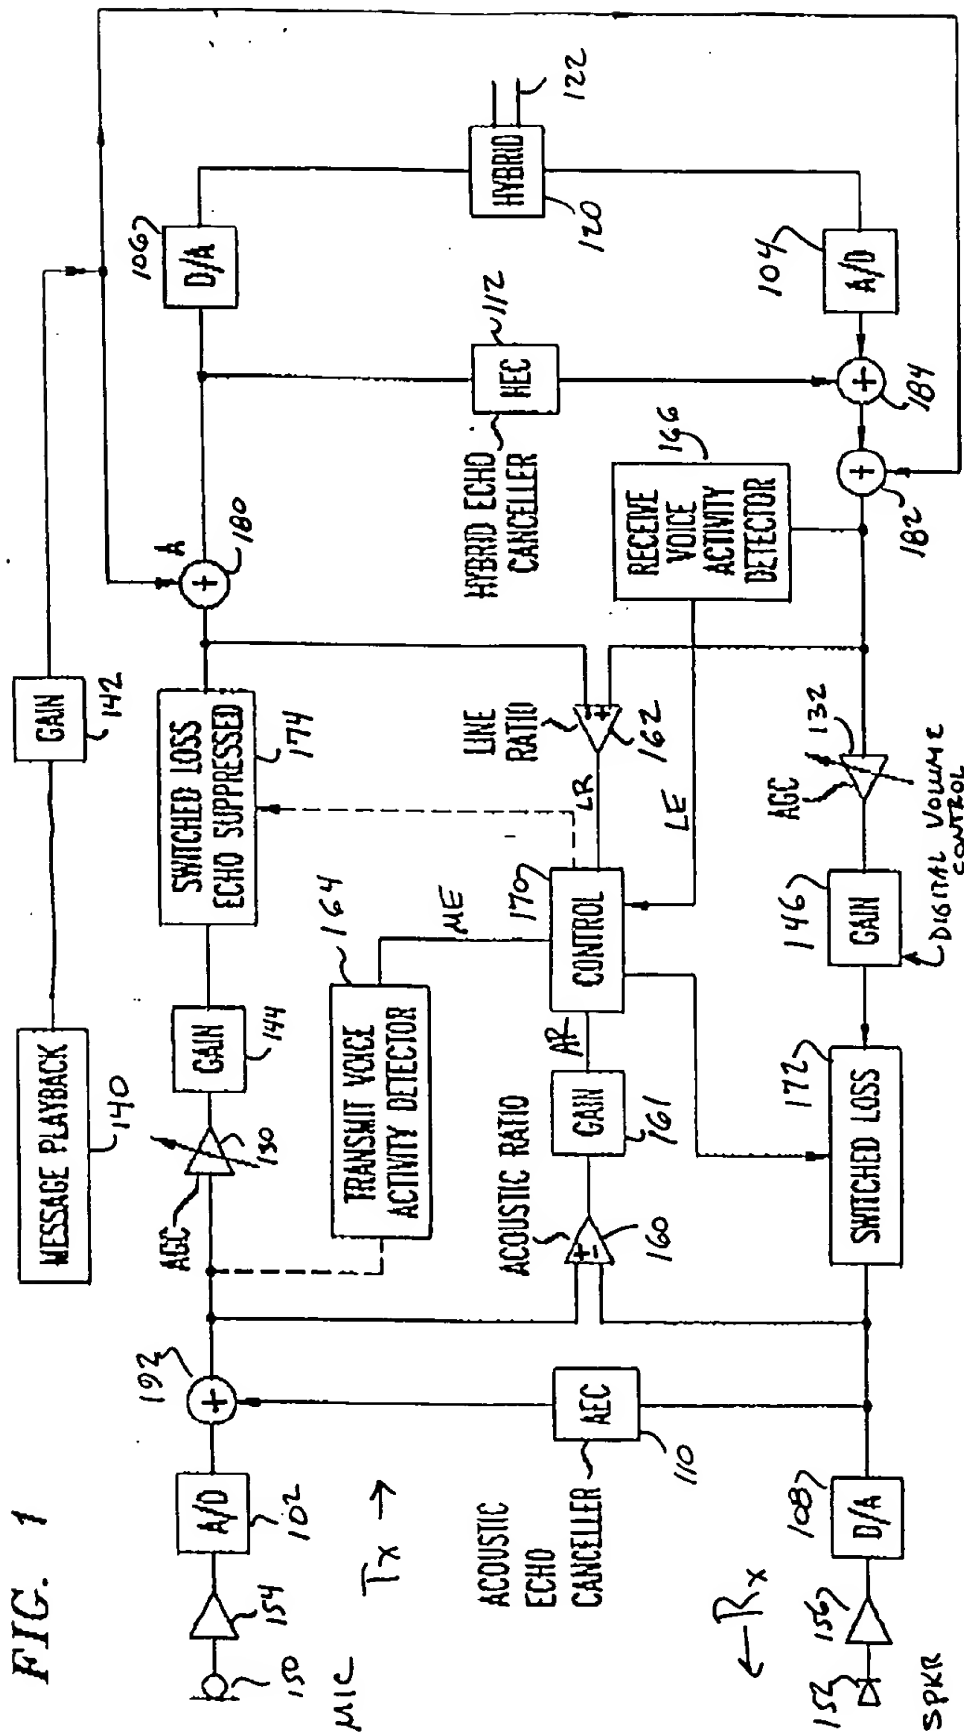 FIG. 1
MESSAGE PLAYBACK
140
GAIN
142
MIC
150
154
A/D
102
192
+
AGC
130
GAIN
144
SWITCHED LOSS
ECHO SUPPRESSED
174
+
180
A
D/A
106
Tx →
TRANSMIT VOICE
ACTIVITY DETECTOR
164
ME
ACOUSTIC
ECHO
CANCELLER
AEC
110
ACOUSTIC RATIO
+
-
160
GAIN
161
AR
CONTROL
170
LR
LINE
RATIO
+
162
LE
HYBRID ECHO
CANCELLER
HEC
112
RECEIVE
VOICE
ACTIVITY
DETECTOR
166
HYBRID
120
122
← Rx
SPKR
152
156
D/A
108
SWITCHED LOSS
172
GAIN
146
DIGITAL VOLUME
CONTROL
AGC
132
+
182
+
184
A/D
104